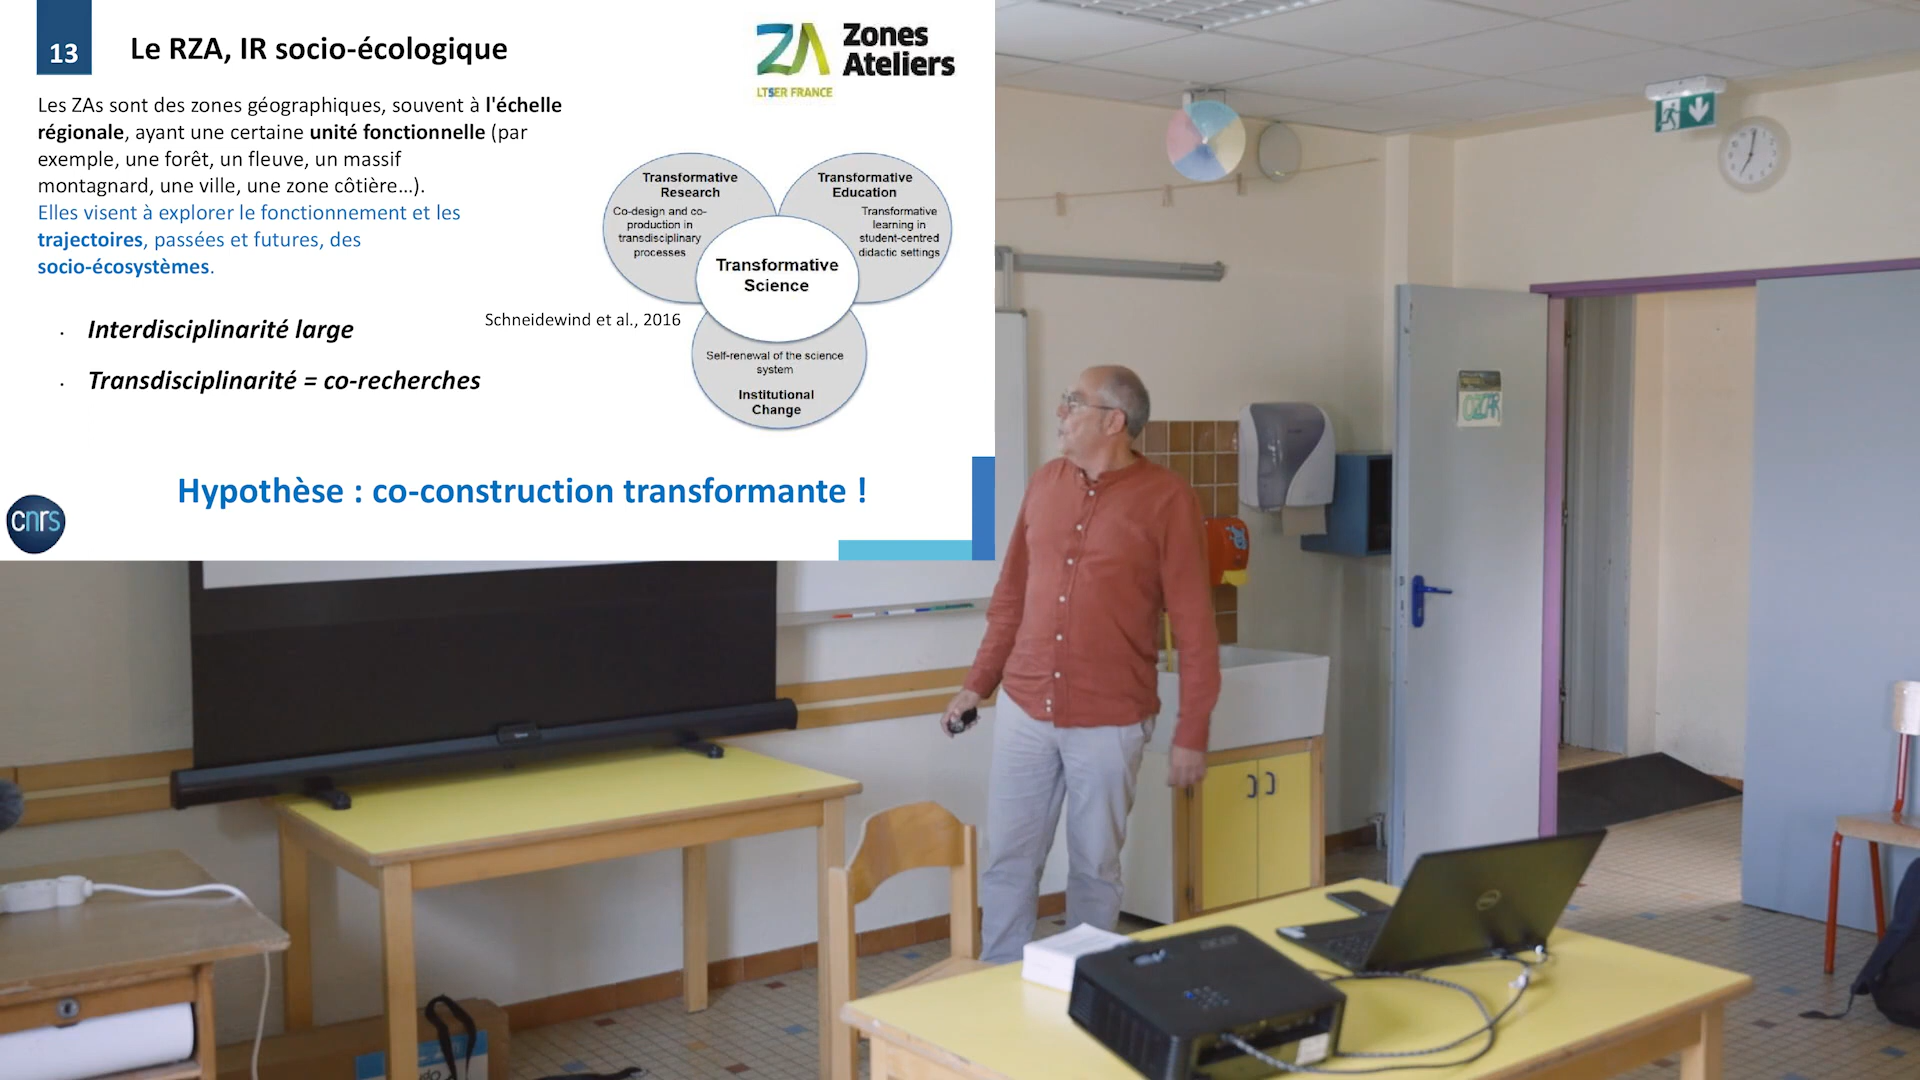 13
Le RZA, IR socio-écologique
Zones
Ateliers
LTSER FRANCE
Les ZAs sont des zones géographiques, souvent à l'échelle
régionale, ayant une certaine unité fonctionnelle (par
exemple, une forêt, un fleuve, un massif
montagnard, une ville, une zone côtière...).
Elles visent à explorer le fonctionnement et les
trajectoires, passées et futures, des
socio-écosystèmes.
Interdisciplinarité large
Transdisciplinarité = co-recherches
Schneidewind et al., 2016
Transformative
Research
Co-design and co-
production in
transdisciplinary
processes
Transformative
Education
Transformative
learning in
student-centred
didactic settings
Transformative
Science
Self-renewal of the science
system
Institutional
Change
Hypothèse : co-construction transformante !
cnrs
OZCAR
DELL